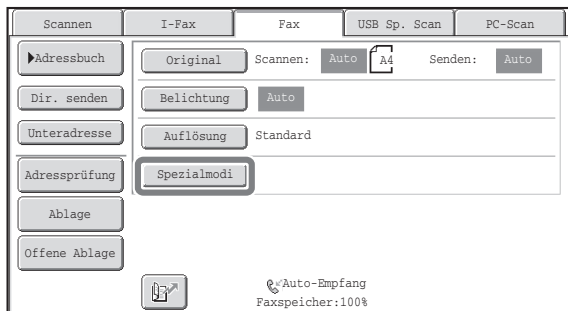 Scannen I-Fax Fax USB Sp. Scan PC-Scan
Adressbuch
Original Scannen: Auto A4 Senden: Auto
Dir. senden
Belichtung Auto
Unteradresse
Auflösung Standard
Adressprüfung
Spezialmodi
Ablage
Offene Ablage
Auto-Empfang
Faxspeicher:100%